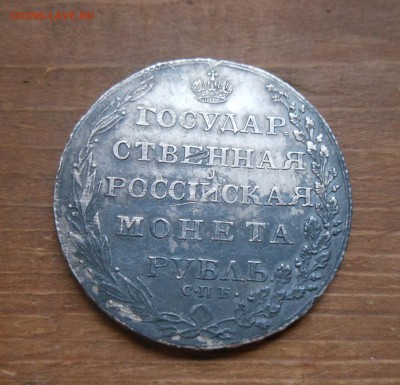 ГОСУДАР
СТВЕННАЯ
РОССІЙСКАЯ
МОНЕТА
РУБЛЬ
С·П·Б·